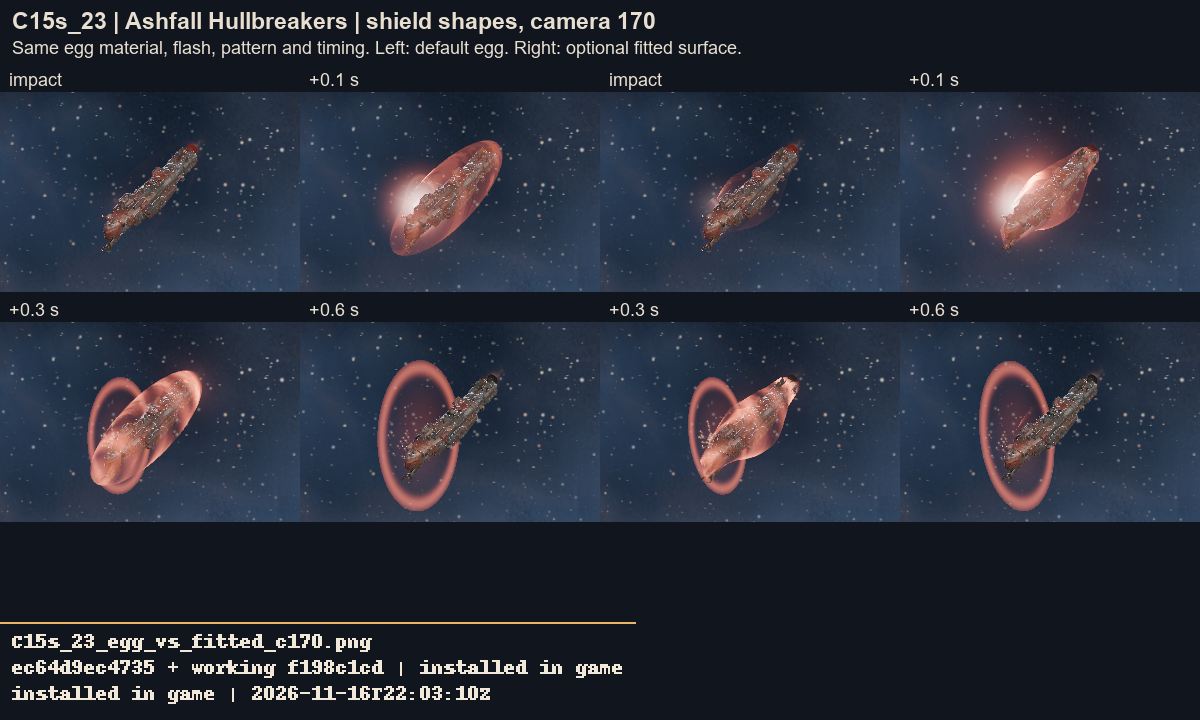 C15s_23 | Ashfall Hullbreakers | shield shapes, camera 170
Same egg material, flash, pattern and timing. Left: default egg. Right: optional fitted surface.
impact +0.1 s impact +0.1 s
+0.3 s +0.6 s +0.3 s +0.6 s
C15s_23_egg_vs_fitted_c170.png
ec64d9ec4735 + working f198c1cd | installed in game
installed in game | 2026-11-16T22:03:10Z